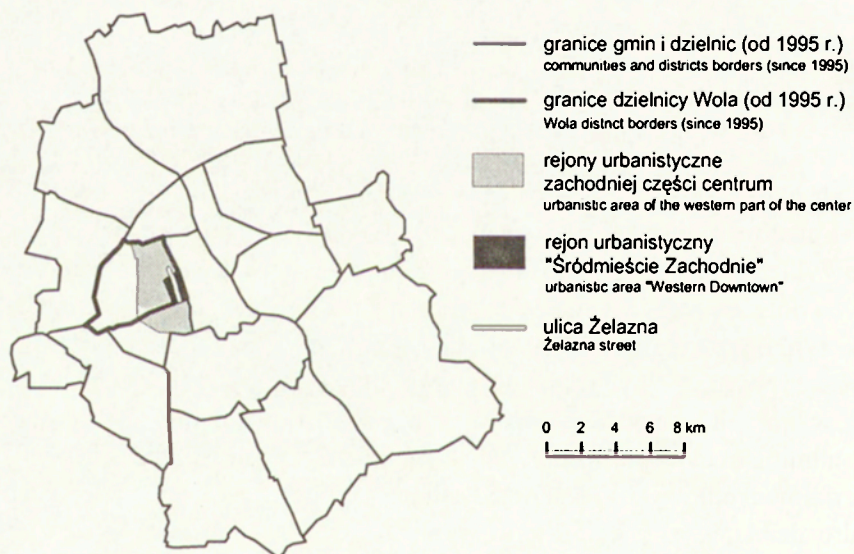 granice gmin i dzielnic (od 1995 r.)
communities and districts borders (since 1995)
granice dzielnicy Wola (od 1995 r.)
Wola district borders (since 1995)
rejony urbanistyczne
zachodniej części centrum
urbanistic area of the western part of the center
rejon urbanistyczny
"Śródmieście Zachodnie"
urbanistic area "Western Downtown"
ulica Żelazna
Żelazna street
0 2 4 6 8 km